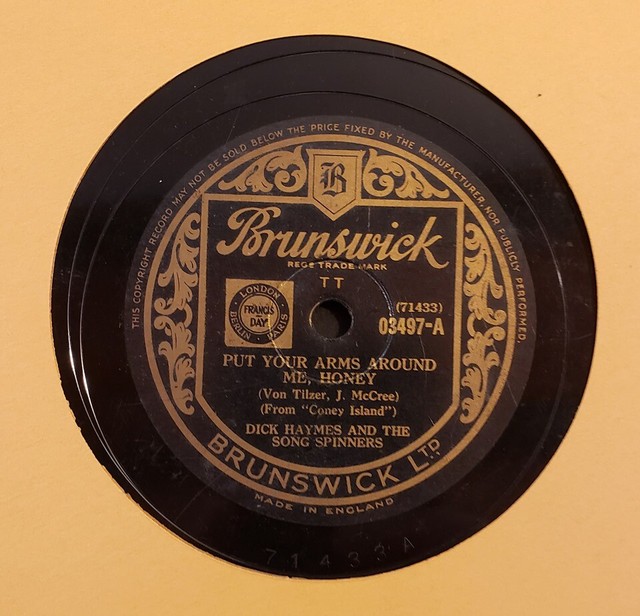 THIS COPYRIGHT RECORD MAY NOT BE SOLD BELOW THE PRICE FIXED BY THE MANUFACTURER, NOR PUBLICLY PERFORMED.
B
Brunswick
REGD TRADE MARK
TT
LONDON
FRANCIS
DAY
BERLIN PARIS
(71433)
03497-A
PUT YOUR ARMS AROUND
ME, HONEY
(Von Tilzer, J. McCree)
(From "Coney Island")
DICK HAYMES AND THE
SONG SPINNERS
BRUNSWICK LTD
MADE IN ENGLAND
71433A